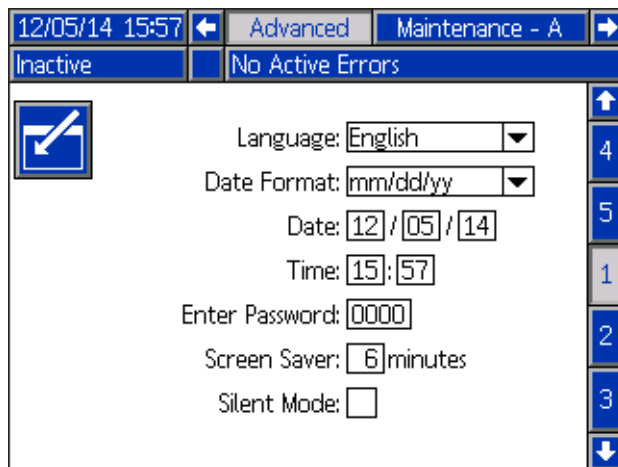 12/05/14 15:57 Advanced Maintenance - A
Inactive No Active Errors
Language: English
4
Date Format: mm/dd/yy
5
Date: 12 / 05 / 14
Time: 15 : 57
1
Enter Password: 0000
2
Screen Saver: 6 minutes
Silent Mode:
3